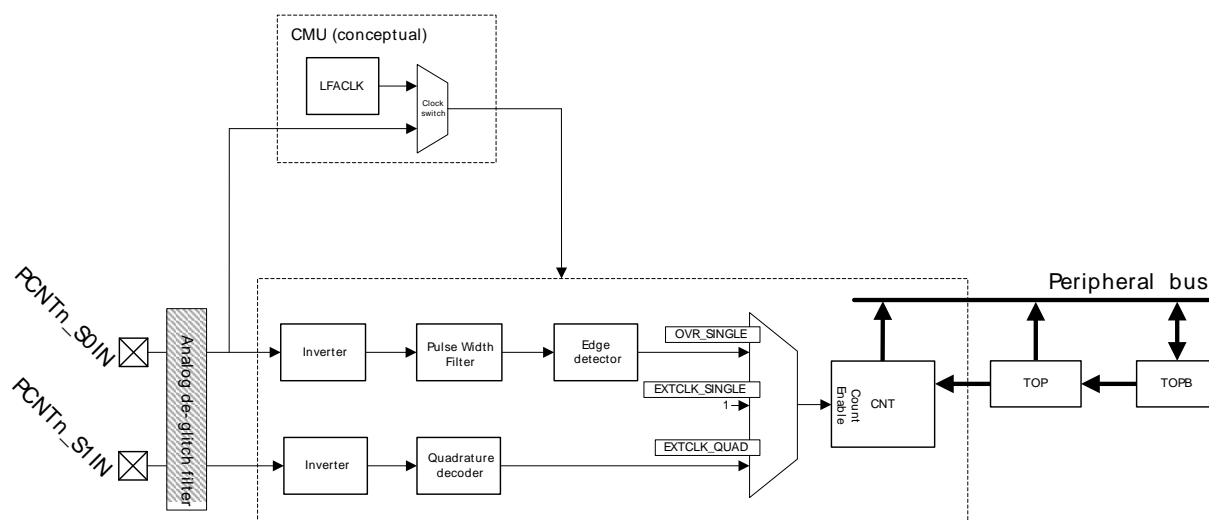 CMU (conceptual)
LFACLK
Clock
switch
Peripheral bus
PCNTn_S0IN
PCNTn_S1IN
Analog de-glitch filter
Inverter
Pulse Width
Filter
Edge
detector
OVR_SINGLE
EXTCLK_SINGLE
1
EXTCLK_QUAD
Count
Enable
CNT
TOP
TOPB
Inverter
Quadrature
decoder